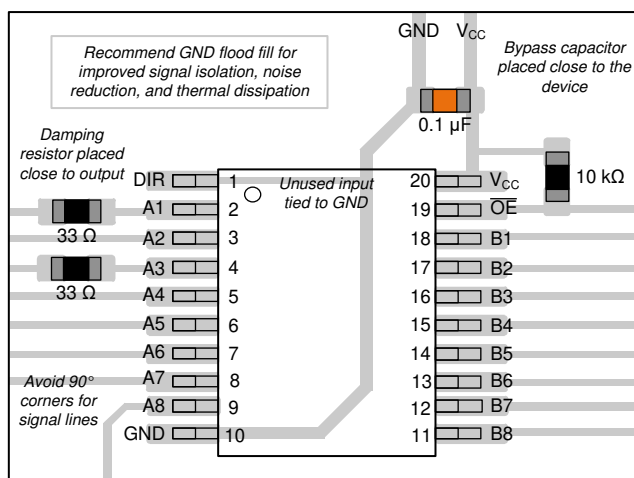 GND VCC
Recommend GND flood fill for
improved signal isolation, noise
reduction, and thermal dissipation
Bypass capacitor
placed close to the
device
0.1 µF
Damping
resistor placed
close to output
DIR 1
Unused input
tied to GND
20 VCC
10 kΩ
A1 2
19 OE
33 Ω
A2 3
18 B1
A3 4
17 B2
33 Ω
A4 5
16 B3
A5 6
15 B4
A6 7
14 B5
Avoid 90°
corners for
signal lines
A7 8
13 B6
A8 9
12 B7
GND 10
11 B8